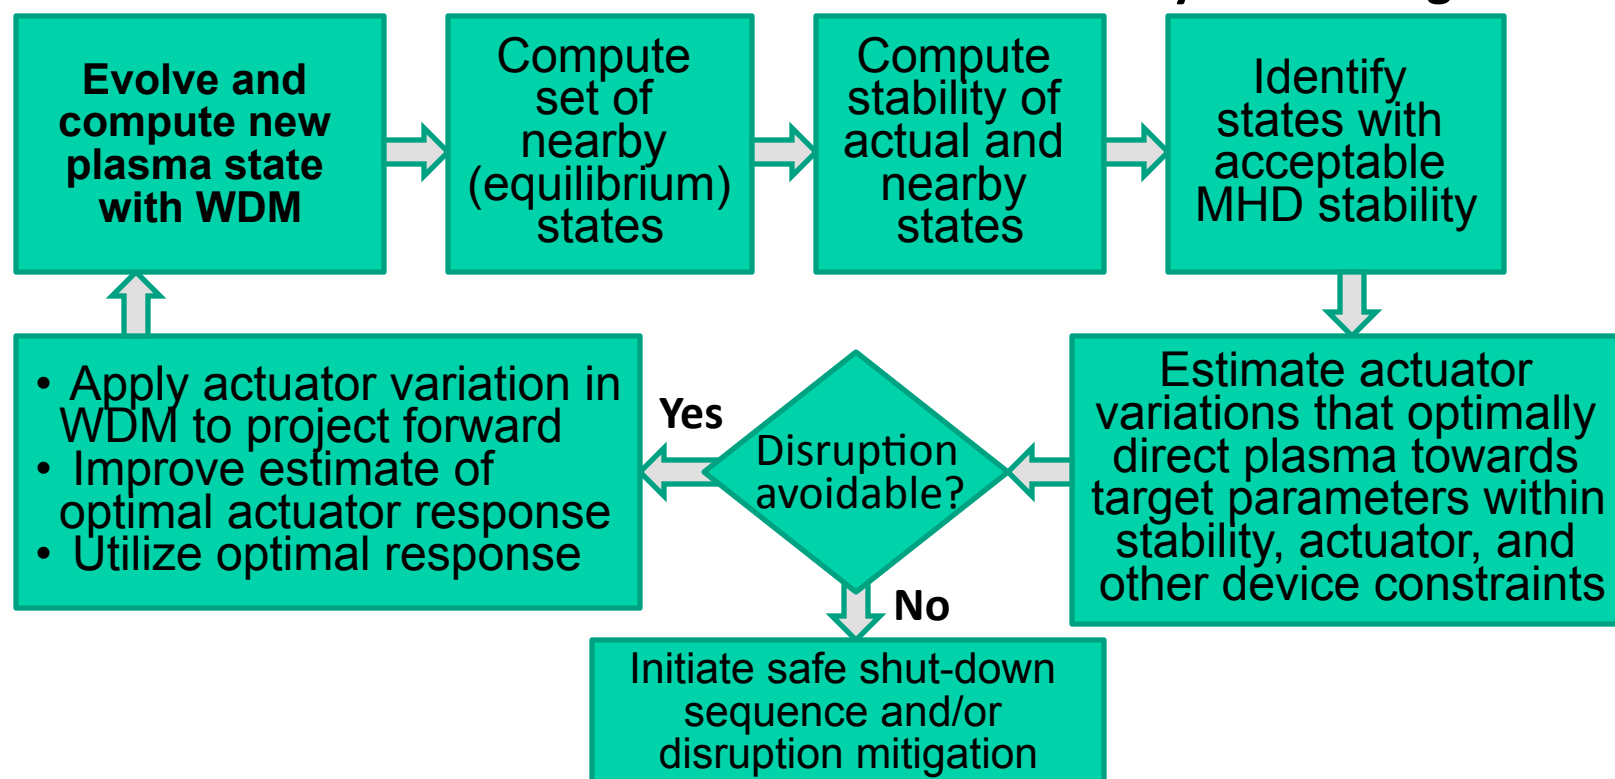 Evolve and
compute new
plasma state
with WDM
Compute
set of
nearby
(equilibrium)
states
Compute
stability of
actual and
nearby
states
Identify
states with
acceptable
MHD stability
Estimate actuator
variations that optimally
direct plasma towards
target parameters within
stability, actuator, and
other device constraints
Disruption
avoidable?
Yes
• Apply actuator variation in
WDM to project forward
• Improve estimate of
optimal actuator response
• Utilize optimal response
No
Initiate safe shut-down
sequence and/or
disruption mitigation